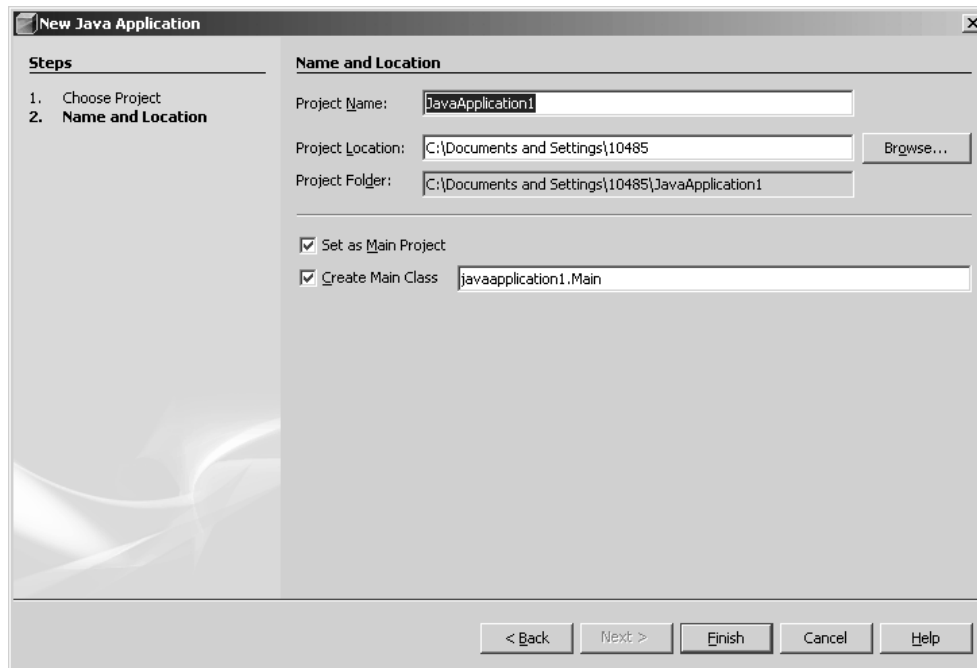 New Java Application
Steps
1. Choose Project
2. Name and Location
Name and Location
Project Name: JavaApplication1
Project Location: C:\Documents and Settings\10485 Browse...
Project Folder: C:\Documents and Settings\10485\JavaApplication1
Set as Main Project
Create Main Class javaapplication1.Main
< Back Next > Finish Cancel Help